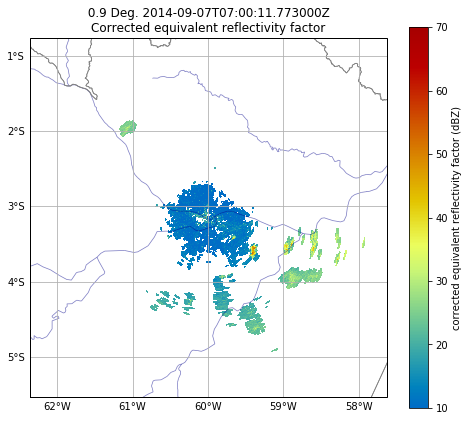 0.9 Deg. 2014-09-07T07:00:11.773000Z
Corrected equivalent reflectivity factor
1°S
2°S
3°S
4°S
5°S
62°W 61°W 60°W 59°W 58°W
70
60
50
40
30
20
10
corrected equivalent reflectivity factor (dBZ)